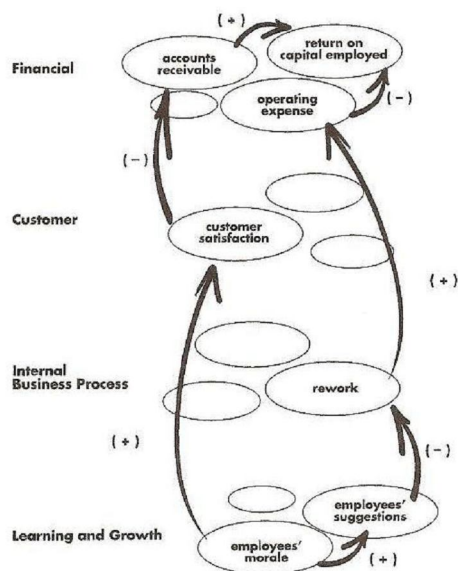 ( + )
Financial
accounts
receivable
return on
capital employed
operating
expense
( – )
( – )
Customer
customer
satisfaction
( + )
Internal
Business Process
rework
( + )
( – )
employees'
suggestions
Learning and Growth
employees'
morale
( + )